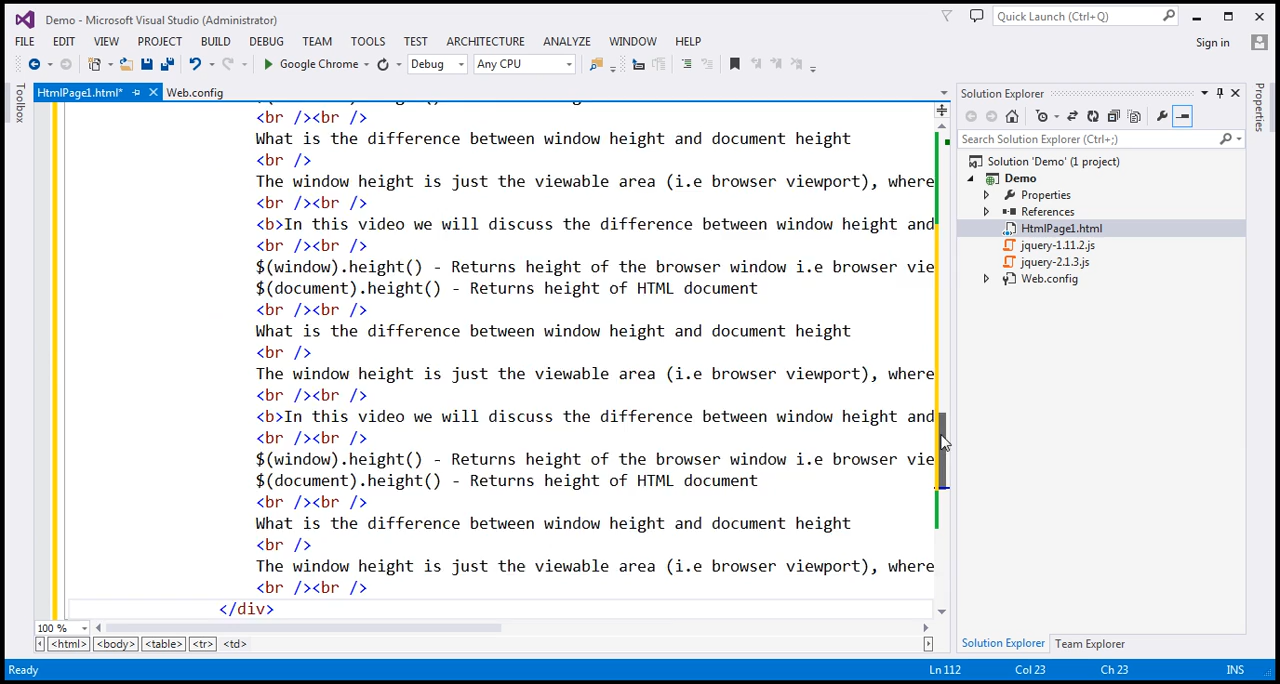 Demo - Microsoft Visual Studio (Administrator)
Quick Launch (Ctrl+Q)
FILE EDIT VIEW PROJECT BUILD DEBUG TEAM TOOLS TEST ARCHITECTURE ANALYZE WINDOW HELP
Sign in
Google Chrome Debug Any CPU
Toolbox
HtmlPage1.html* Web.config
<br /><br />
What is the difference between window height and document height
<br />
The window height is just the viewable area (i.e browser viewport), where
<br /><br />
<b>In this video we will discuss the difference between window height and
<br /><br />
$(window).height() - Returns height of the browser window i.e browser vie
$(document).height() - Returns height of HTML document
<br /><br />
What is the difference between window height and document height
<br />
The window height is just the viewable area (i.e browser viewport), where
<br /><br />
<b>In this video we will discuss the difference between window height and
<br /><br />
$(window).height() - Returns height of the browser window i.e browser vie
$(document).height() - Returns height of HTML document
<br /><br />
What is the difference between window height and document height
<br />
The window height is just the viewable area (i.e browser viewport), where
<br /><br />
</div>
100 %
<html> <body> <table> <tr> <td>
Solution Explorer
Search Solution Explorer (Ctrl+;)
Solution 'Demo' (1 project)
Demo
Properties
References
HtmlPage1.html
jquery-1.11.2.js
jquery-2.1.3.js
Web.config
Solution Explorer Team Explorer
Properties
Ready Ln 112 Col 23 Ch 23 INS